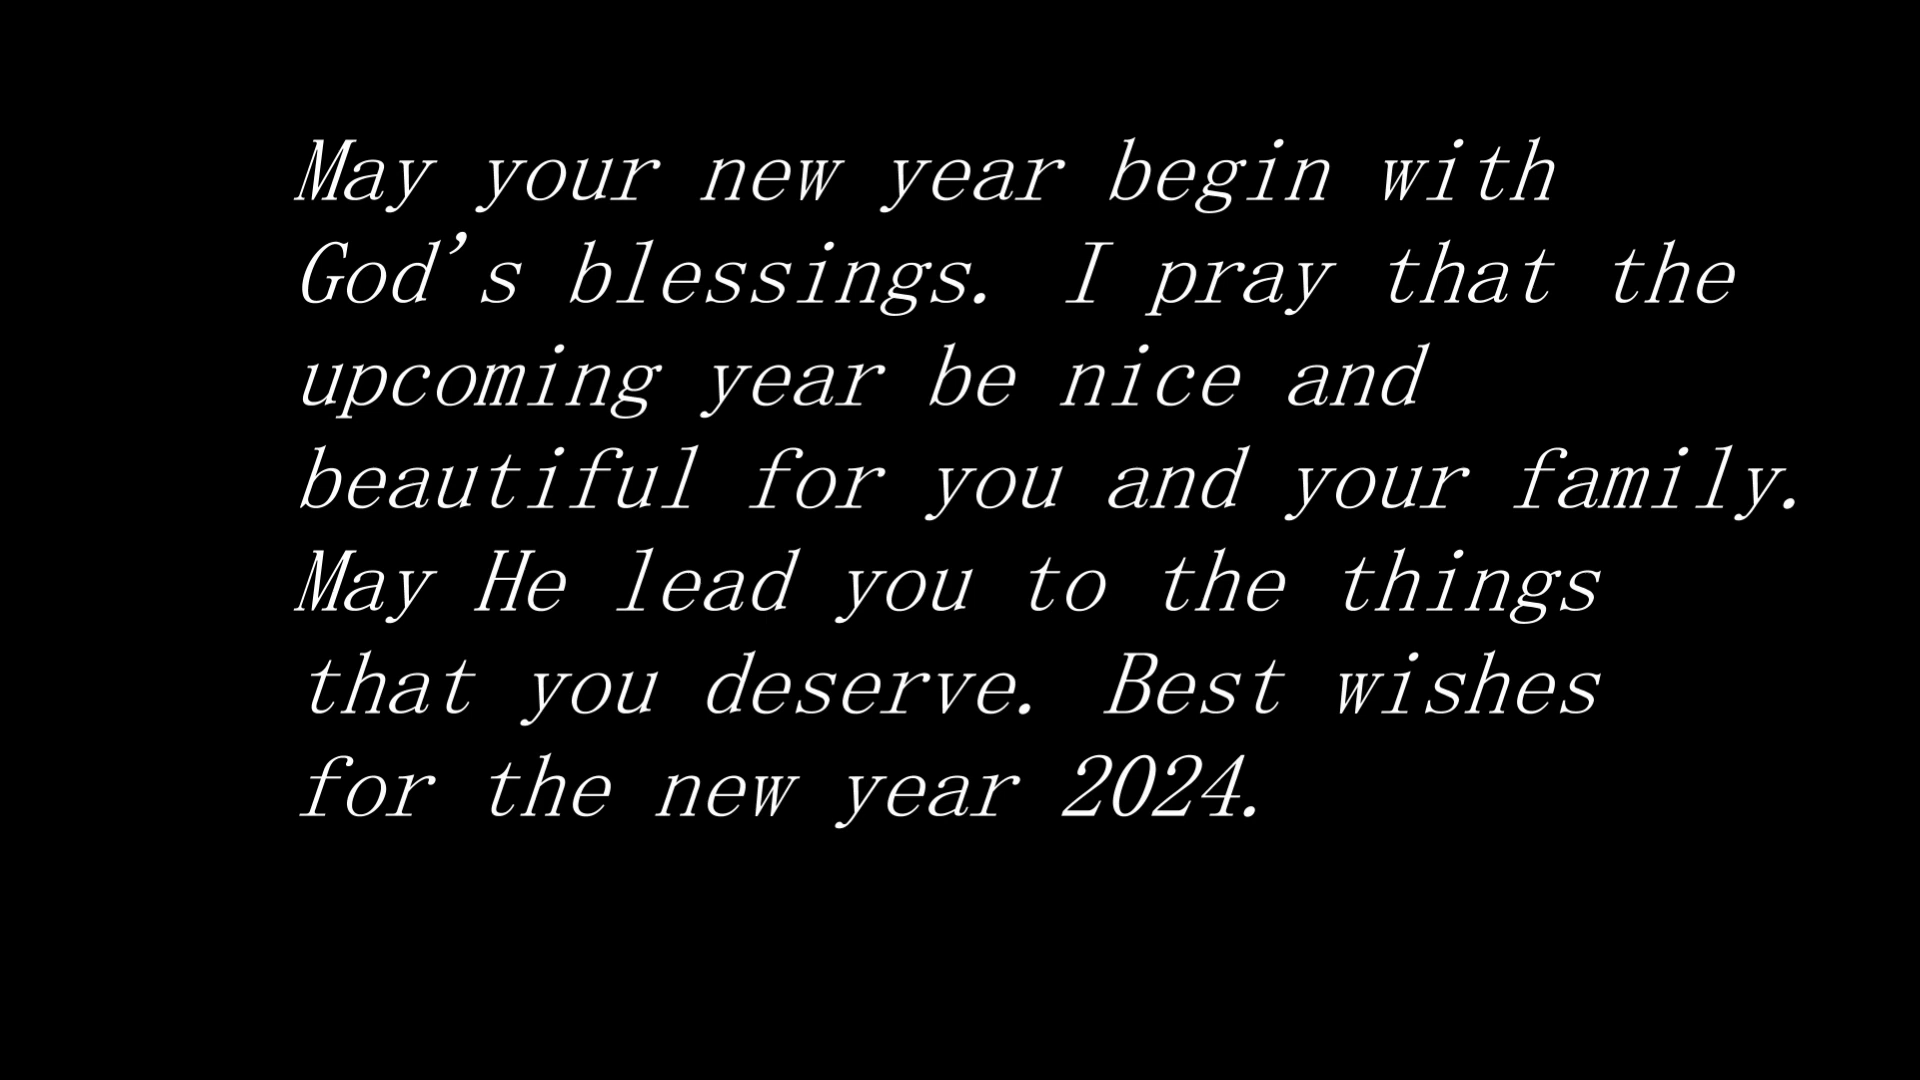 May your new year begin with
God's blessings. I pray that the
upcoming year be nice and
beautiful for you and your family.
May He lead you to the things
that you deserve. Best wishes
for the new year 2024.